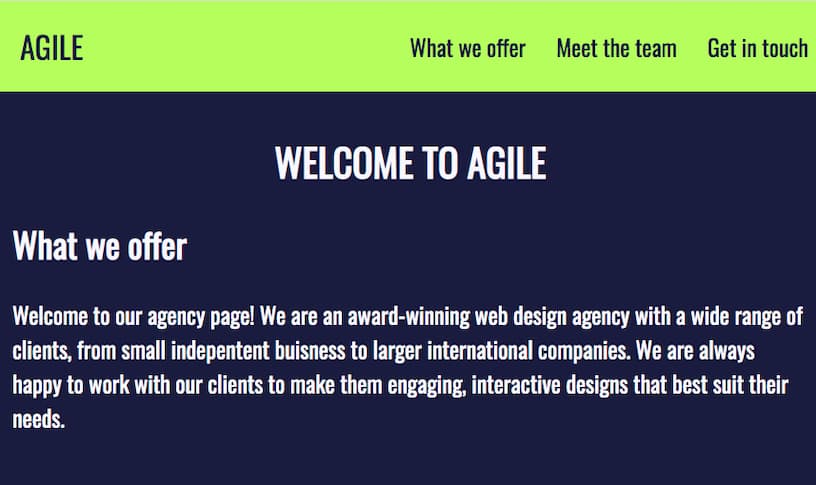 AGILE
What we offer
Meet the team
Get in touch
WELCOME TO AGILE
What we offer
Welcome to our agency page! We are an award-winning web design agency with a wide range of
clients, from small indepentent buisness to larger international companies. We are always
happy to work with our clients to make them engaging, interactive designs that best suit their
needs.